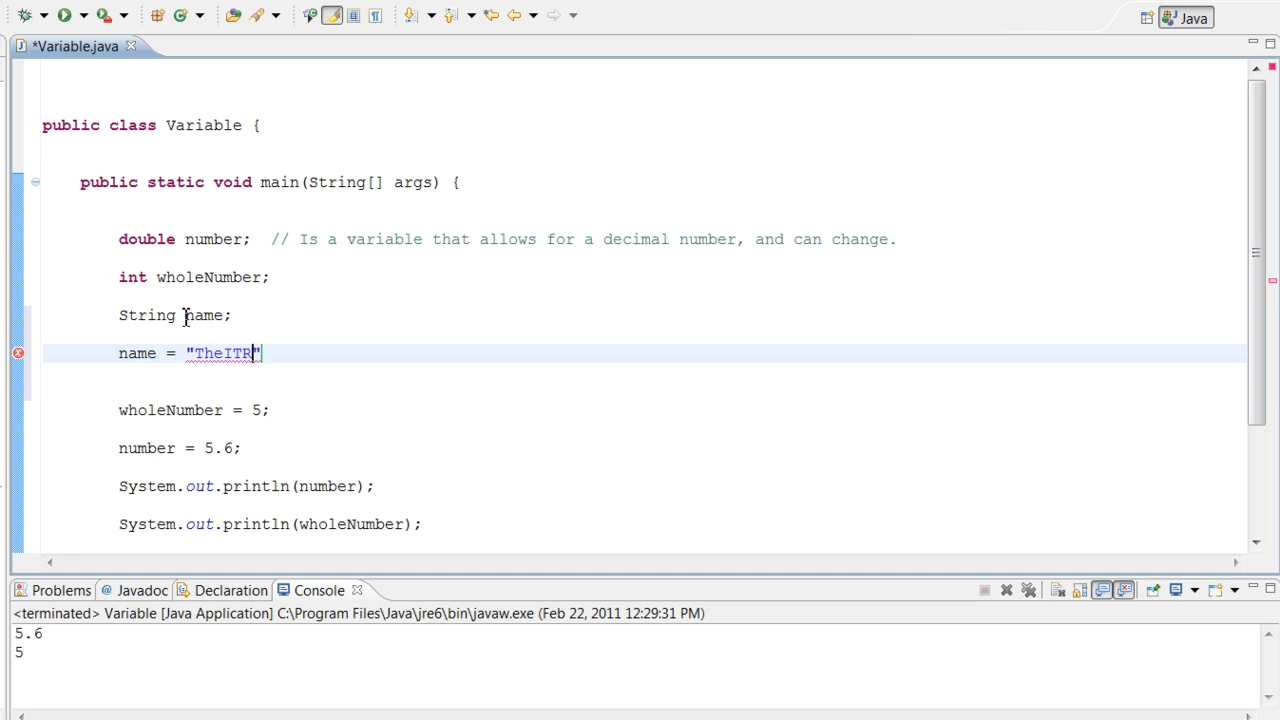 Java
*Variable.java
public class Variable {
public static void main(String[] args) {
double number;  // Is a variable that allows for a decimal number, and can change.
int wholeNumber;
String name;
name = "TheITR"
wholeNumber = 5;
number = 5.6;
System.out.println(number);
System.out.println(wholeNumber);
Problems @ Javadoc Declaration Console
<terminated> Variable [Java Application] C:\Program Files\Java\jre6\bin\javaw.exe (Feb 22, 2011 12:29:31 PM)
5.6
5